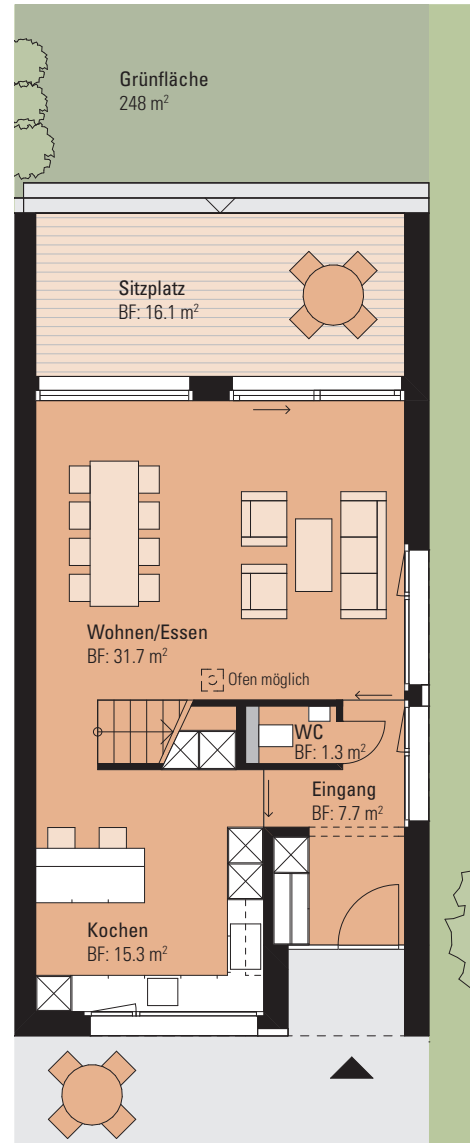 Grünfläche
248 m²
Sitzplatz
BF: 16.1 m²
Wohnen/Essen
BF: 31.7 m²
Ofen möglich
WC
BF: 1.3 m²
Eingang
BF: 7.7 m²
Kochen
BF: 15.3 m²